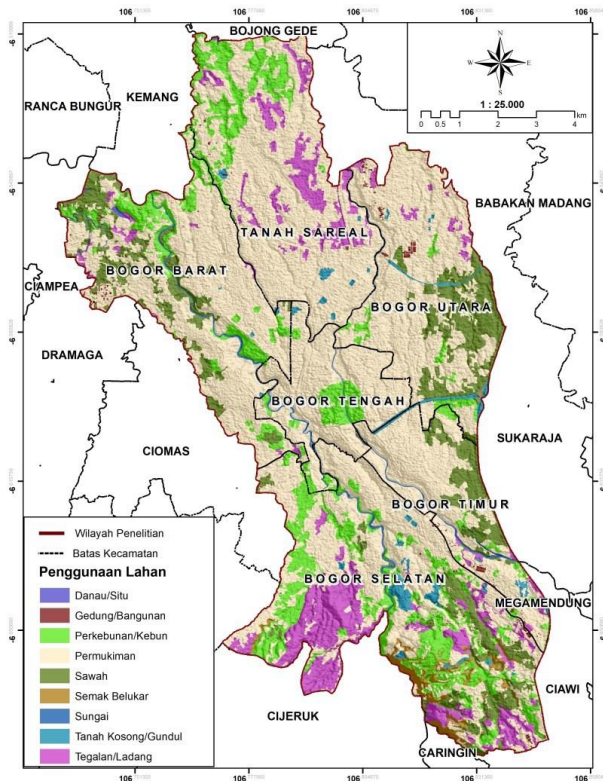 106
106
106
106
106
BOJONG GEDE
N
W
E
S
1 : 25.000
0 0.5 1 2 3 4
km
KEMANG
RANCA BUNGUR
BABAKAN MADANG
TANAH SAREAL
BOGOR BARAT
CIAMPEA
BOGOR UTARA
DRAMAGA
BOGOR TENGAH
SUKARAJA
CIOMAS
BOGOR TIMUR
BOGOR SELATAN
MEGAMENDUNG
CIAWI
CIJERUK
CARINGIN
Wilayah Penelitian
Batas Kecamatan
Penggunaan Lahan
Danau/Situ
Gedung/Bangunan
Perkebunan/Kebun
Permukiman
Sawah
Semak Belukar
Sungai
Tanah Kosong/Gundul
Tegalan/Ladang
106
106
106
106
106